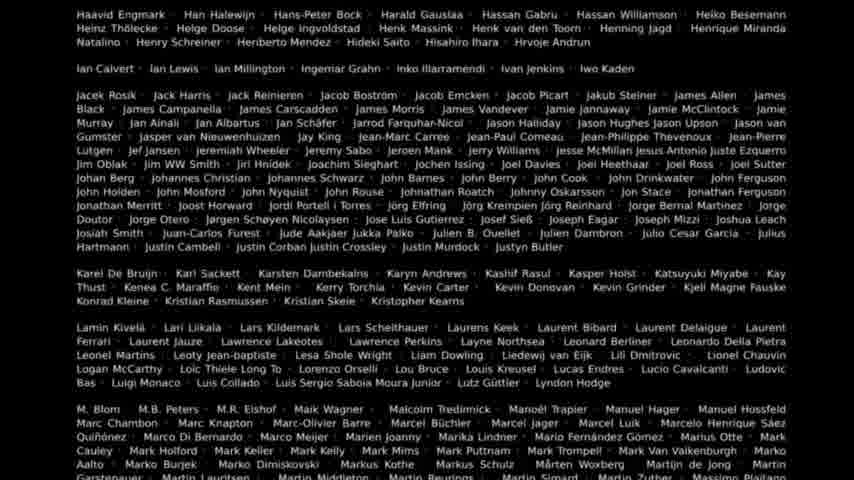 Haavid Engmark · Han Halewijn · Hans-Peter Bock · Harald Gauslaa · Hassan Gabru · Hassan Williamson · Heiko Besemann
Heinz Thölecke · Helge Doose · Helge Ingvoldstad · Henk Massink · Henk van den Toorn · Henning Jagd · Henrique Miranda
Natalino · Henry Schreiner · Heriberto Mendez · Hideki Saito · Hisahiro Ihara · Hrvoje Andrun
Ian Calvert · Ian Lewis · Ian Millington · Ingemar Grahn · Inko Illarramendi · Ivan Jenkins · Iwo Kaden
Jacek Rosik · Jack Harris · Jack Reinieren · Jacob Boström · Jacob Emcken · Jacob Picart · Jakub Steiner · James Allen · James
Black · James Campanella · James Carscadden · James Morris · James Vandever · Jamie Jannaway · Jamie McClintock · Jamie
Murray · Jan Ainali · Jan Albartus · Jan Schäfer · Jarrod Farquhar-Nicol · Jason Halliday · Jason Hughes Jason Upson · Jason van
Gumster · Jasper van Nieuwenhuizen · Jay King · Jean-Marc Carree · Jean-Paul Comeau · Jean-Philippe Thevenoux · Jean-Pierre
Lutgen · Jef Jansen · Jeremiah Wheeler · Jeremy Sabo · Jeroen Mank · Jerry Williams · Jesse McMillan Jesus Antonio Juste Ezquerro
Jim Oblak · Jim WW Smith · Jiri Hnidek · Joachim Sieghart · Jochen Issing · Joel Davies · Joel Heethaar · Joel Ross · Joel Sutter
Johan Berg · Johannes Christian · Johannes Schwarz · John Barnes · John Berry · John Cook · John Drinkwater · John Ferguson
John Holden · John Mosford · John Nyquist · John Rouse · Johnathan Roatch · Johnny Oskarsson · Jon Stace · Jonathan Ferguson
Jonathan Merritt · Joost Horward · Jordi Portell i Torres · Jörg Elfring · Jörg Krempien Jörg Reinhard · Jorge Bernal Martinez · Jorge
Doutor · Jorge Otero · Jørgen Schøyen Nicolaysen · Jose Luis Gutierrez · Josef Sieß · Joseph Eagar · Joseph Mizzi · Joshua Leach
Josiah Smith · Juan-Carlos Furest · Jude Aakjaer Jukka Palko · Julien B. Ouellet · Julien Dambron · Julio Cesar Garcia · Julius
Hartmann · Justin Cambell · Justin Corban Justin Crossley · Justin Murdock · Justyn Butler
Karel De Bruijn · Karl Sackett · Karsten Dambekalns · Karyn Andrews · Kashif Rasul · Kasper Holst · Katsuyuki Miyabe · Kay
Thust · Kenea C. Maraffio · Kent Mein · Kerry Torchia · Kevin Carter · Kevin Donovan · Kevin Grinder · Kjell Magne Fauske
Konrad Kleine · Kristian Rasmussen · Kristian Skeie · Kristopher Kearns
Lamin Kivelä · Lari Liikala · Lars Kildemark · Lars Scheithauer · Laurens Keek · Laurent Bibard · Laurent Delaigue · Laurent
Ferrari · Laurent Jauze · Lawrence Lakeotes · Lawrence Perkins · Layne Northsea · Leonard Berliner · Leonardo Della Pietra
Leonel Martins · Leoty Jean-baptiste · Lesa Shole Wright · Liam Dowling · Liedewij van Eijk · Lili Dmitrovic · Lionel Chauvin
Logan McCarthy · Loïc Thiele Long To · Lorenzo Orselli · Lou Bruce · Louis Kreusel · Lucas Endres · Lucio Cavalcanti · Ludovic
Bas · Luigi Monaco · Luis Collado · Luis Sergio Saboia Moura Junior · Lutz Güttler · Lyndon Hodge
M. Blom · M.B. Peters · M.R. Elshof · Maik Wagner · Malcolm Tredinnick · Manoël Trapier · Manuel Hager · Manuel Hossfeld
Marc Chambon · Marc Knapton · Marc-Olivier Barre · Marcel Büchler · Marcel Jager · Marcel Luik · Marcelo Henrique Sáez
Quiñónez · Marco Di Bernardo · Marco Meijer · Marien Joanny · Marika Lindner · Mario Fernández Gómez · Marius Otte · Mark
Cauley · Mark Holford · Mark Keller · Mark Kelly · Mark Mims · Mark Puttnam · Mark Trompell · Mark Van Valkenburgh · Marko
Aalto · Marko Burjek · Marko Dimiskovski · Markus Kothe · Markus Schulz · Mårten Woxberg · Martijn de Jong · Martin
Garstenauer · Martin Lauritsen · Martin Middleton · Martin Reurings · Martin Simard · Martin Zuther · Massimo Plaitano